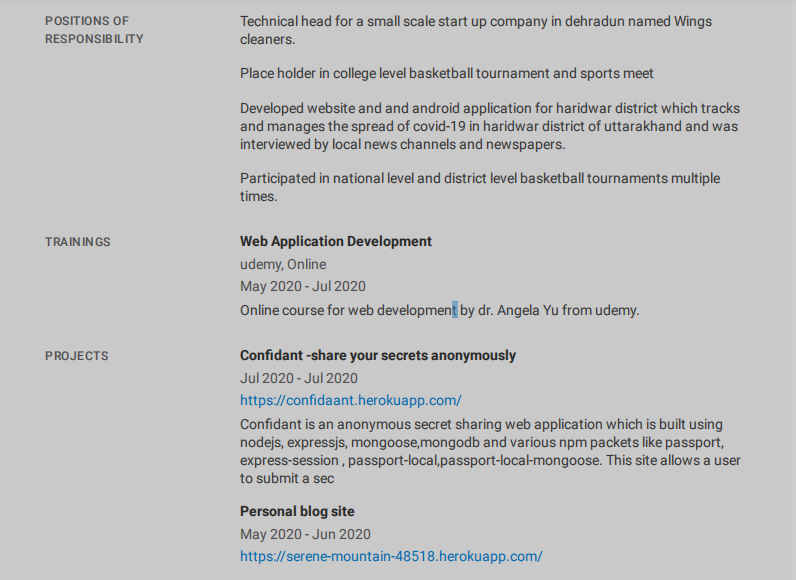 POSITIONS OF
RESPONSIBILITY
Technical head for a small scale start up company in dehradun named Wings
cleaners.
Place holder in college level basketball tournament and sports meet
Developed website and and android application for haridwar district which tracks
and manages the spread of covid-19 in haridwar district of uttarakhand and was
interviewed by local news channels and newspapers.
Participated in national level and district level basketball tournaments multiple
times.
TRAININGS
Web Application Development
udemy, Online
May 2020 - Jul 2020
Online course for web development by dr. Angela Yu from udemy.
PROJECTS
Confidant -share your secrets anonymously
Jul 2020 - Jul 2020
https://confidaant.herokuapp.com/
Confidant is an anonymous secret sharing web application which is built using
nodejs, expressjs, mongoose,mongodb and various npm packets like passport,
express-session , passport-local,passport-local-mongoose. This site allows a user
to submit a sec
Personal blog site
May 2020 - Jun 2020
https://serene-mountain-48518.herokuapp.com/